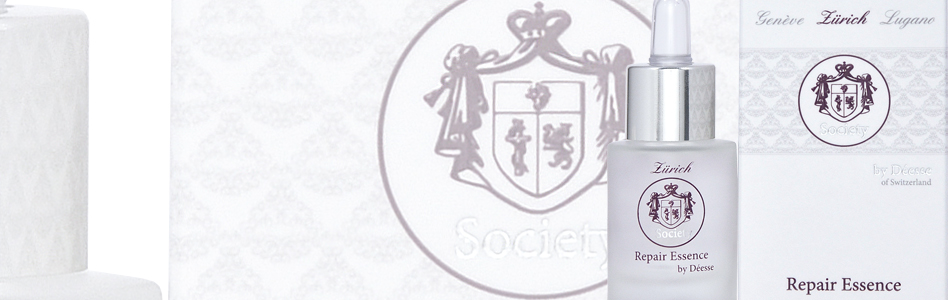 Society
Zürich
Society
Repair Essence
by Déesse
Genève Zürich Lugano
Society
by Déesse
of Switzerland
Repair Essence